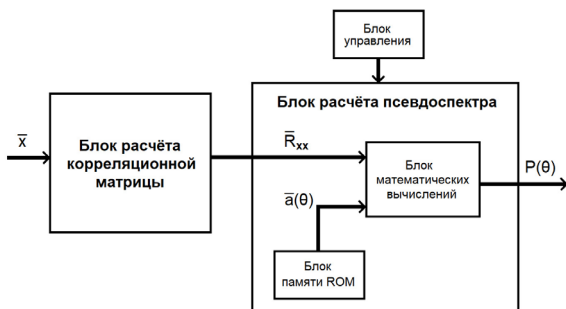 Блок
управления
Блок расчёта псевдоспектра
x̅
Блок расчёта
корреляционной
матрицы
R̅xx
Блок
математических
вычислений
P(θ)
a̅(θ)
Блок
памяти ROM